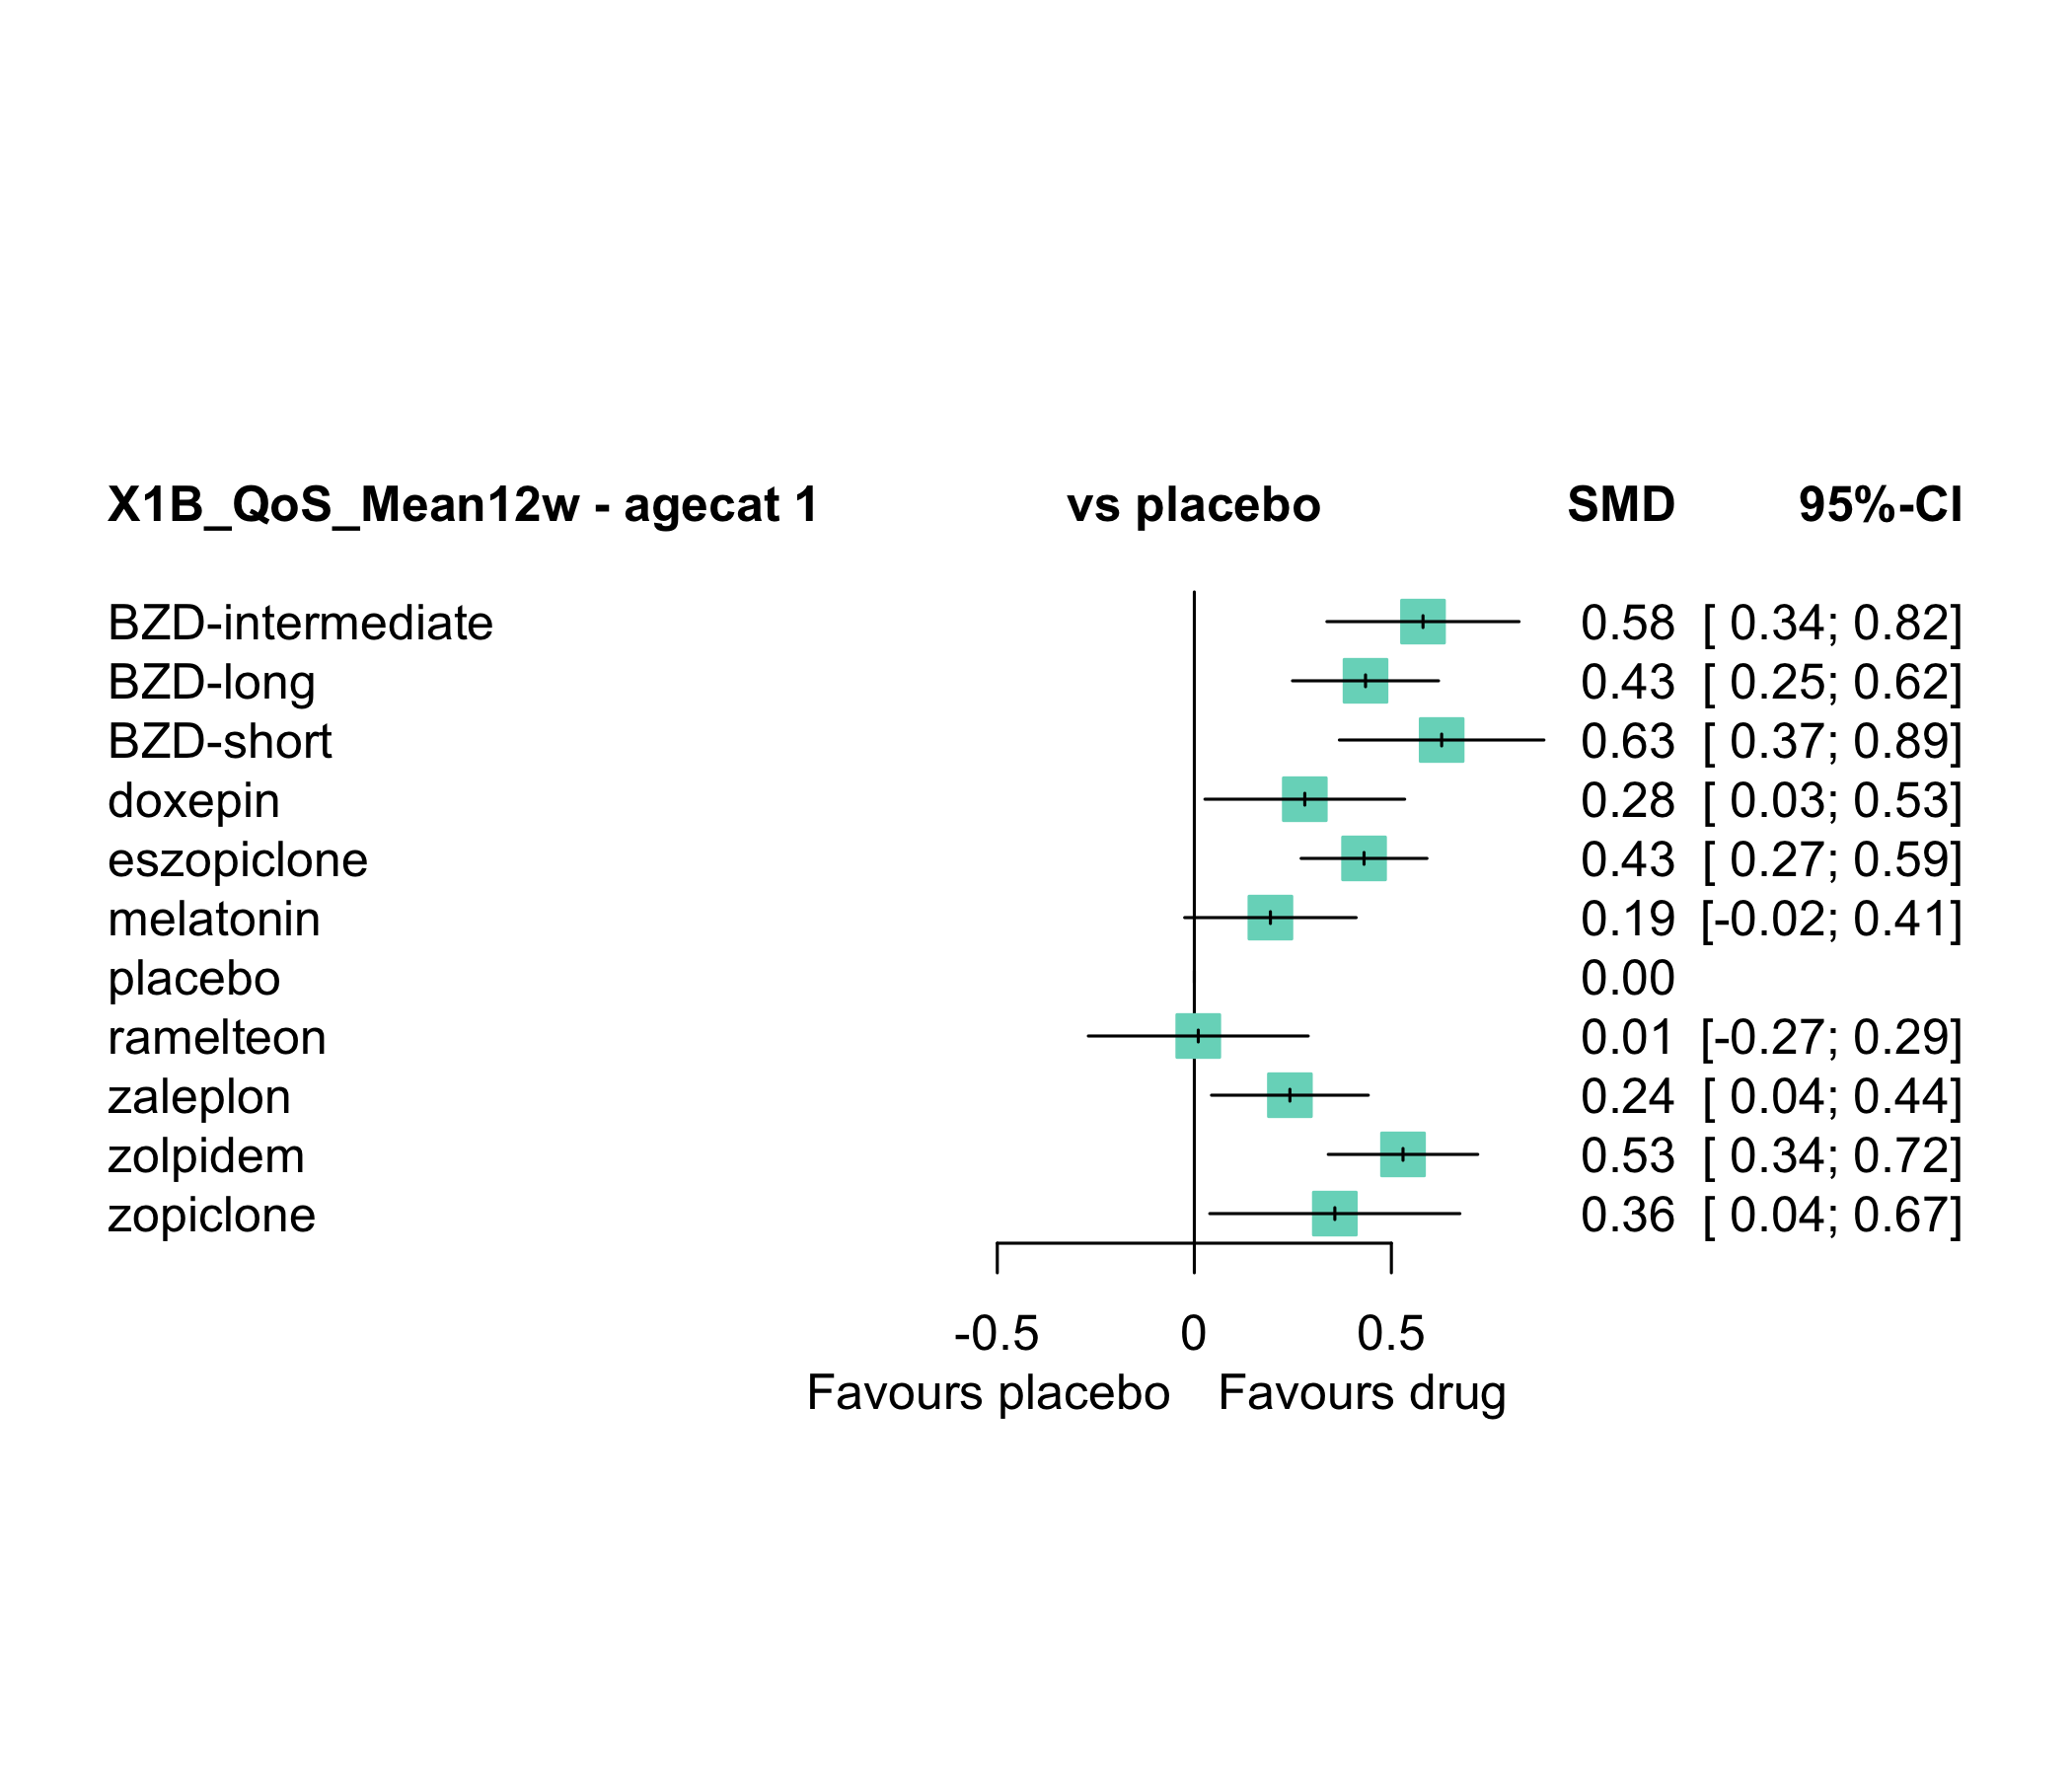 X1B_QoS_Mean12w - agecat 1 vs placebo SMD 95%-CI
BZD-intermediate 0.58 [ 0.34; 0.82]
BZD-long 0.43 [ 0.25; 0.62]
BZD-short 0.63 [ 0.37; 0.89]
doxepin 0.28 [ 0.03; 0.53]
eszopiclone 0.43 [ 0.27; 0.59]
melatonin 0.19 [-0.02; 0.41]
placebo 0.00
ramelteon 0.01 [-0.27; 0.29]
zaleplon 0.24 [ 0.04; 0.44]
zolpidem 0.53 [ 0.34; 0.72]
zopiclone 0.36 [ 0.04; 0.67]
-0.5 0 0.5
Favours placebo Favours drug